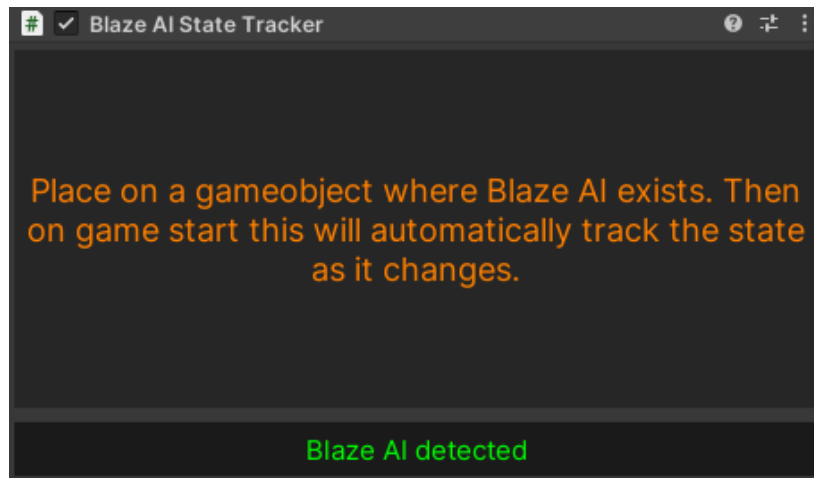 # Blaze AI State Tracker
Place on a gameobject where Blaze AI exists. Then
on game start this will automatically track the state
as it changes.
Blaze AI detected